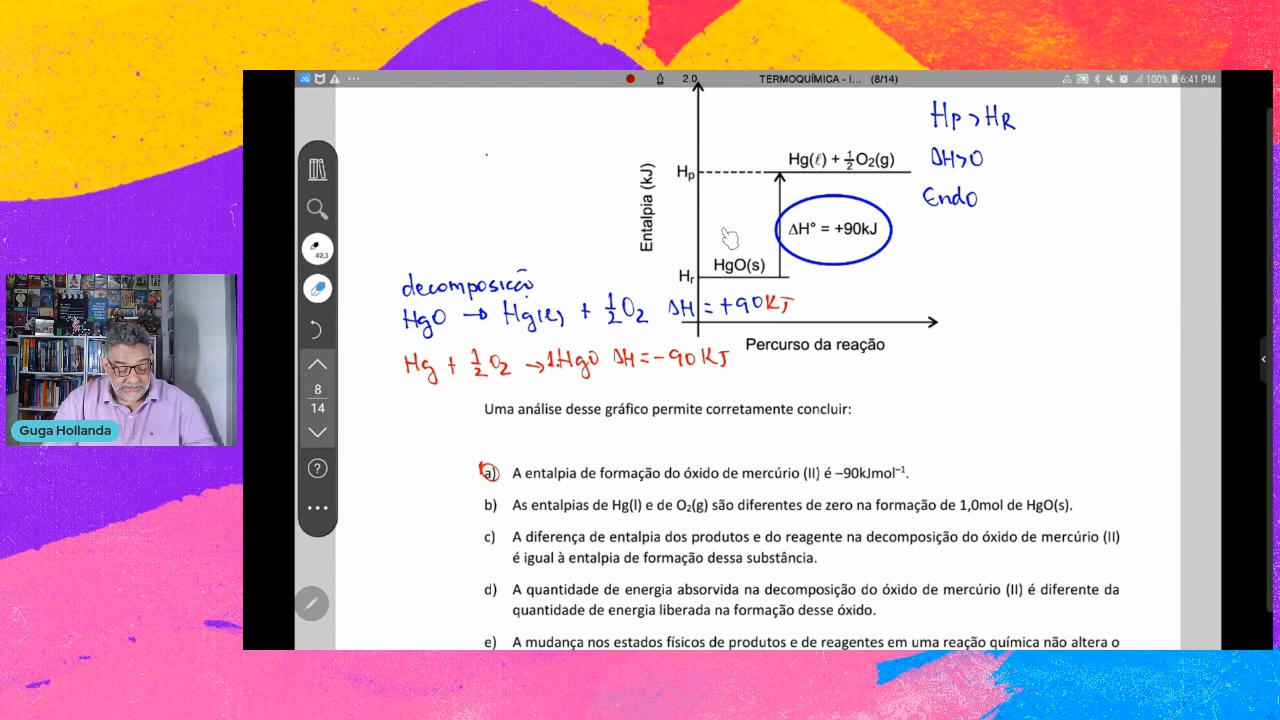 2.0
TERMOQUÍMICA - I... (8/14)
100% 6:41 PM
Hp > HR
Hg(ℓ) + ½O₂(g)
ΔH>0
Hp
Endo
Entalpia (kJ)
ΔH° = +90kJ
42,3
HgO(s)
Hr
decomposição
HgO → Hg(ℓ) + ½O₂ ΔH = +90KJ
Percurso da reação
Hg + ½O₂ → 1HgO ΔH = -90KJ
8
14
Uma análise desse gráfico permite corretamente concluir:
Guga Hollanda
a) A entalpia de formação do óxido de mercúrio (II) é –90kJmol⁻¹.
b) As entalpias de Hg(l) e de O₂(g) são diferentes de zero na formação de 1,0mol de HgO(s).
c) A diferença de entalpia dos produtos e do reagente na decomposição do óxido de mercúrio (II)
é igual à entalpia de formação dessa substância.
d) A quantidade de energia absorvida na decomposição do óxido de mercúrio (II) é diferente da
quantidade de energia liberada na formação desse óxido.
e) A mudança nos estados físicos de produtos e de reagentes em uma reação química não altera o